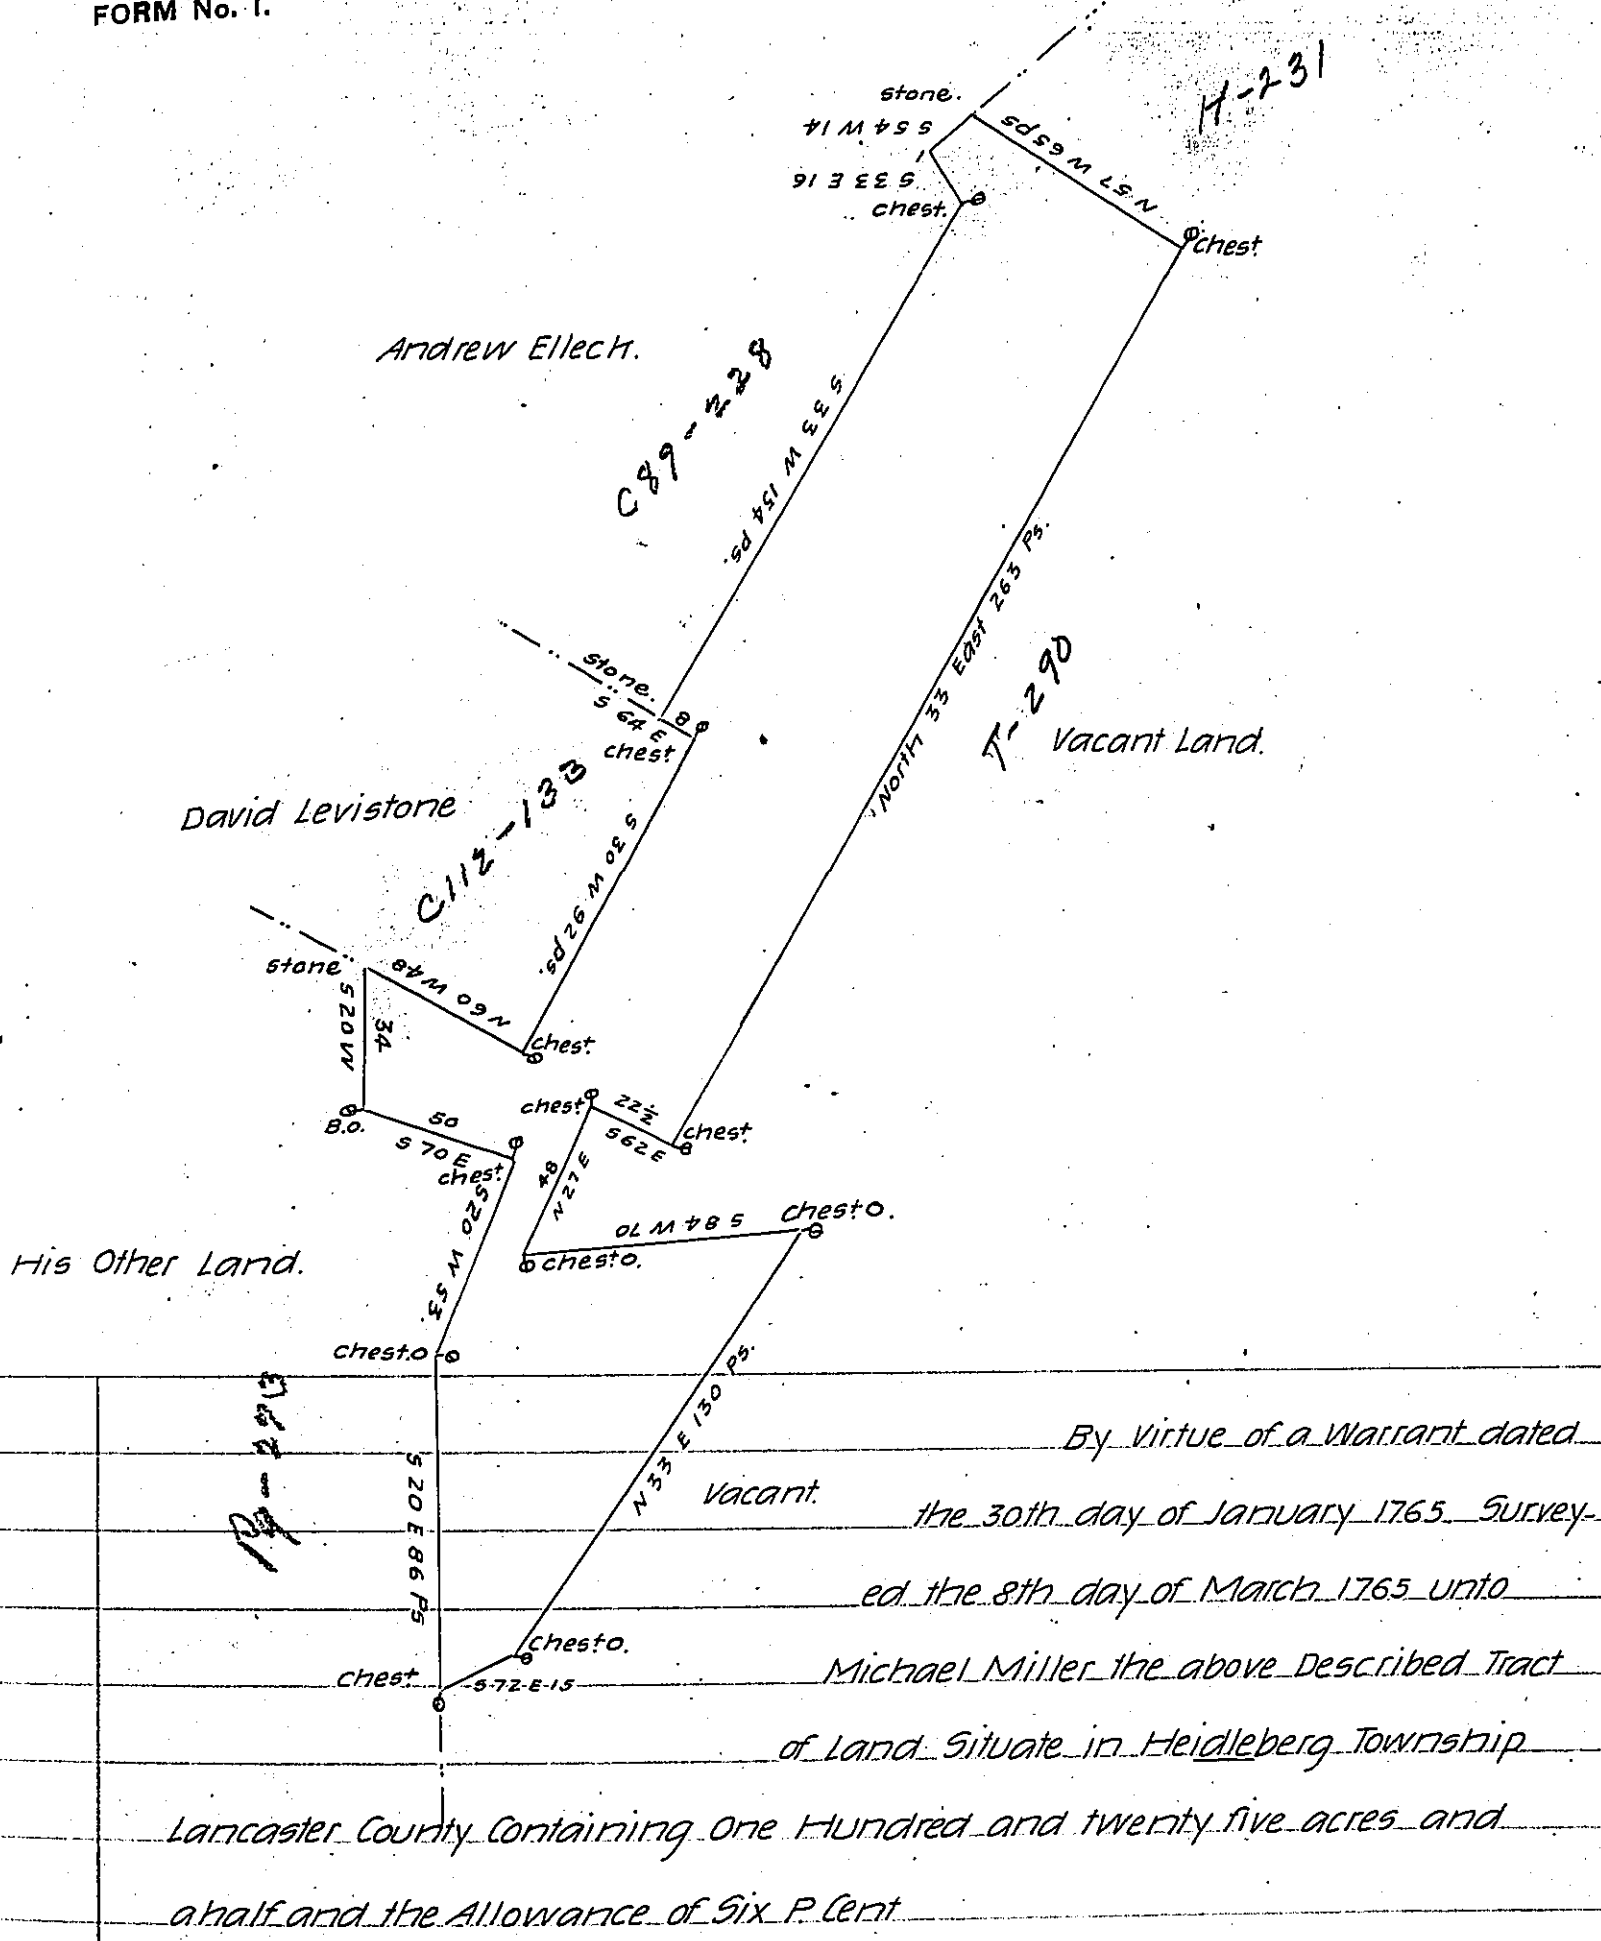 FORM No. 1.
H-231
stone.
S 54 W 14
N 57 W 65 ps
S 33 E 16
chest.
chest.
Andrew Ellech.
C89-228
S 33 W 154 ps.
North 33 East 263 Ps.
stone.
S 64 E 8
chest.
T-290
Vacant Land.
David Levistone
C112-133
S 30 W 92 ps.
stone
N 60 W 48
S 20 W 34
chest.
chest.
22½
S 62 E
chest.
B.O.
50
S 70 E
chest.
48
N 27 E
S 84 W 70
chest o.
chest o.
S 20 W 53.
His Other Land.
chest. o
N 33 E 130 Ps.
By Virtue of a Warrant dated
S 20 E 86 Ps
Vacant.
the 30th day of January 1765. Survey-
ed the 8th day of March 1765 unto
chest o.
chest
S 72 E 15
Michael Miller the above Described Tract
of Land Situate in Heidleberg Township
Lancaster County Containing One Hundred and twenty five acres and
a half and the Allowance of Six P. Cent